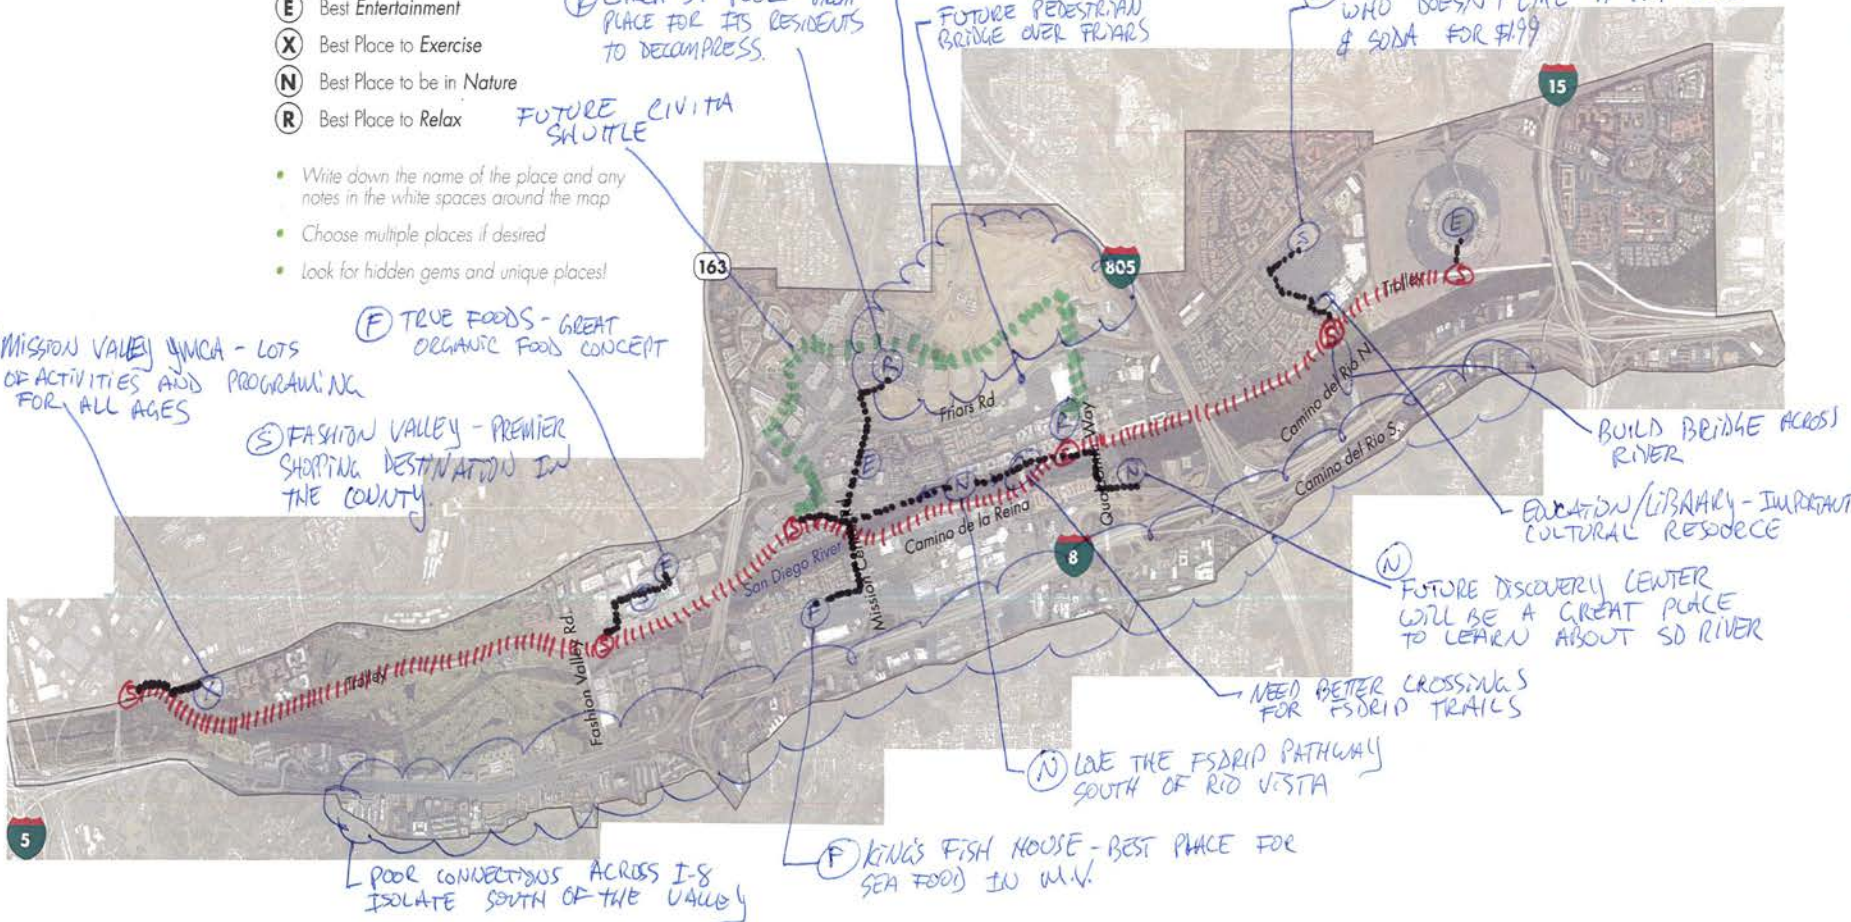 E Best Entertainment
X Best Place to Exercise
N Best Place to be in Nature
R Best Place to Relax
• Write down the name of the place and any
notes in the white spaces around the map
• Choose multiple places if desired
• Look for hidden gems and unique places!
PLACE FOR ITS RESIDENTS
TO DECOMPRESS.
FUTURE PEDESTRIAN
BRIDGE OVER FRIARS
WHO DOESN'T
& SODA FOR $1.99
FUTURE CIVITA
SHUTTLE
15
163
805
F TRUE FOODS - GREAT
ORGANIC FOOD CONCEPT
MISSION VALLEY YMCA - LOTS
OF ACTIVITIES AND PROGRAMING
FOR ALL AGES
S FASHION VALLEY - PREMIER
SHOPPING DESTINATION IN
THE COUNTY.
S
E
Trolley
S
S
Friars Rd
Camino del Rio N
Camino del Rio S
BUILD BRIDGE ACROSS
RIVER
E
N
N
S
Camino de la Reina
San Diego River
8
EDUCATION/LIBRARY - IMPORTANT
CULTURAL RESOURCE
N
FUTURE DISCOVERY CENTER
WILL BE A GREAT PLACE
TO LEARN ABOUT SD RIVER
F
S
S
Fashion Valley Rd.
F
S
X
Trolley
NEED BETTER CROSSINGS
FOR FSDRIP TRAILS
N LOVE THE FSDRIP PATHWAY
SOUTH OF RIO VISTA
5
F KING'S FISH HOUSE - BEST PLACE FOR
SEA FOOD IN M.V.
POOR CONNECTIONS ACROSS I-8
ISOLATE SOUTH OF THE VALLEY